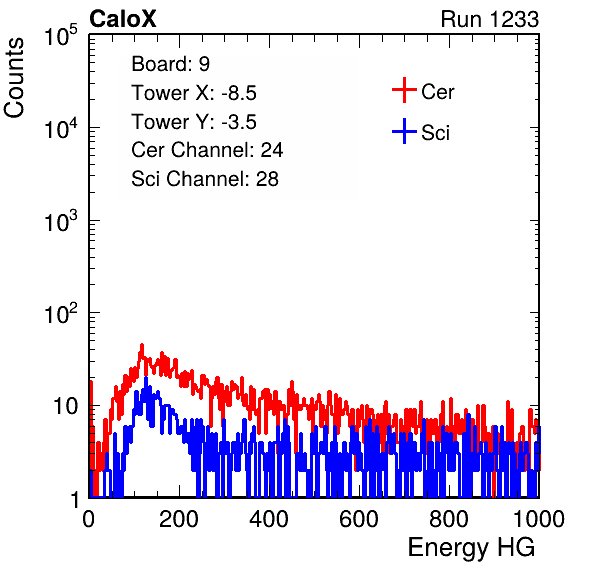 CaloX Run 1233
Counts
Board: 9
Tower X: -8.5
Tower Y: -3.5
Cer Channel: 24
Sci Channel: 28
Cer
Sci
10^5
10^4
10^3
10^2
10
1
0 200 400 600 800 1000
Energy HG